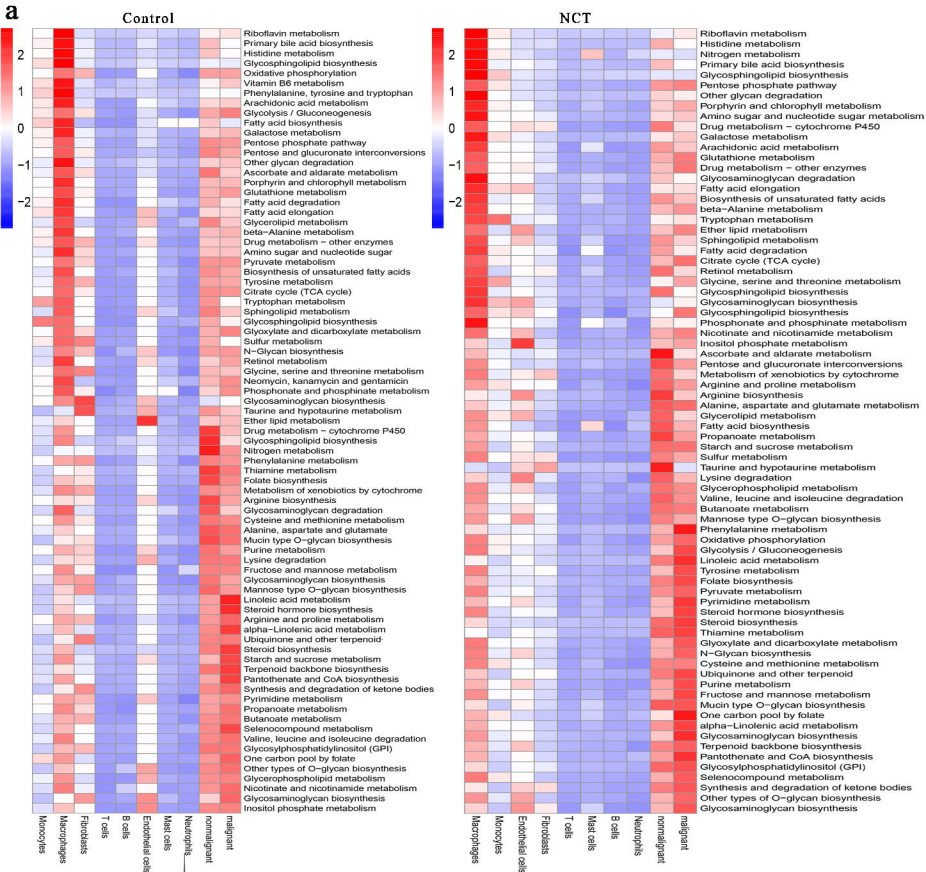 a
Control
2
1
0
−1
−2
Riboflavin metabolism
Primary bile acid biosynthesis
Histidine metabolism
Glycosphingolipid biosynthesis
Oxidative phosphorylation
Vitamin B6 metabolism
Phenylalanine, tyrosine and tryptophan
Arachidonic acid metabolism
Glycolysis / Gluconeogenesis
Fatty acid biosynthesis
Galactose metabolism
Pentose phosphate pathway
Pentose and glucuronate interconversions
Other glycan degradation
Ascorbate and aldarate metabolism
Porphyrin and chlorophyll metabolism
Glutathione metabolism
Fatty acid degradation
Fatty acid elongation
Glycerolipid metabolism
beta−Alanine metabolism
Drug metabolism − other enzymes
Amino sugar and nucleotide sugar
Pyruvate metabolism
Biosynthesis of unsaturated fatty acids
Tyrosine metabolism
Citrate cycle (TCA cycle)
Tryptophan metabolism
Sphingolipid metabolism
Glycosphingolipid biosynthesis
Glyoxylate and dicarboxylate metabolism
Sulfur metabolism
N−Glycan biosynthesis
Retinol metabolism
Glycine, serine and threonine metabolism
Neomycin, kanamycin and gentamicin
Phosphonate and phosphinate metabolism
Glycosaminoglycan biosynthesis
Taurine and hypotaurine metabolism
Ether lipid metabolism
Drug metabolism − cytochrome P450
Glycosphingolipid biosynthesis
Nitrogen metabolism
Phenylalanine metabolism
Thiamine metabolism
Folate biosynthesis
Metabolism of xenobiotics by cytochrome
Arginine biosynthesis
Glycosaminoglycan degradation
Cysteine and methionine metabolism
Alanine, aspartate and glutamate
Mucin type O−glycan biosynthesis
Purine metabolism
Lysine degradation
Fructose and mannose metabolism
Glycosaminoglycan biosynthesis
Mannose type O−glycan biosynthesis
Linoleic acid metabolism
Steroid hormone biosynthesis
Arginine and proline metabolism
alpha−Linolenic acid metabolism
Ubiquinone and other terpenoid
Steroid biosynthesis
Starch and sucrose metabolism
Terpenoid backbone biosynthesis
Pantothenate and CoA biosynthesis
Synthesis and degradation of ketone bodies
Pyrimidine metabolism
Propanoate metabolism
Butanoate metabolism
Selenocompound metabolism
Valine, leucine and isoleucine degradation
Glycosylphosphatidylinositol (GPI)
One carbon pool by folate
Other types of O−glycan biosynthesis
Glycerophospholipid metabolism
Nicotinate and nicotinamide metabolism
Glycosaminoglycan biosynthesis
Inositol phosphate metabolism
Monocytes
Macrophages
Fibroblasts
T cells
B cells
Endothelial cells
Mast cells
Neutrophils
nonmalignant
malignant
NCT
2
1
0
−1
−2
Riboflavin metabolism
Histidine metabolism
Nitrogen metabolism
Primary bile acid biosynthesis
Glycosphingolipid biosynthesis
Pentose phosphate pathway
Other glycan degradation
Porphyrin and chlorophyll metabolism
Amino sugar and nucleotide sugar metabolism
Drug metabolism − cytochrome P450
Galactose metabolism
Arachidonic acid metabolism
Glutathione metabolism
Drug metabolism − other enzymes
Glycosaminoglycan degradation
Fatty acid elongation
Biosynthesis of unsaturated fatty acids
beta−Alanine metabolism
Tryptophan metabolism
Ether lipid metabolism
Sphingolipid metabolism
Fatty acid degradation
Citrate cycle (TCA cycle)
Retinol metabolism
Glycine, serine and threonine metabolism
Glycosphingolipid biosynthesis
Glycosaminoglycan biosynthesis
Glycosphingolipid biosynthesis
Phosphonate and phosphinate metabolism
Nicotinate and nicotinamide metabolism
Inositol phosphate metabolism
Ascorbate and aldarate metabolism
Pentose and glucuronate interconversions
Metabolism of xenobiotics by cytochrome
Arginine and proline metabolism
Arginine biosynthesis
Alanine, aspartate and glutamate metabolism
Glycerolipid metabolism
Fatty acid biosynthesis
Propanoate metabolism
Starch and sucrose metabolism
Sulfur metabolism
Taurine and hypotaurine metabolism
Lysine degradation
Glycerophospholipid metabolism
Valine, leucine and isoleucine degradation
Butanoate metabolism
Mannose type O−glycan biosynthesis
Phenylalanine metabolism
Oxidative phosphorylation
Glycolysis / Gluconeogenesis
Linoleic acid metabolism
Tyrosine metabolism
Folate biosynthesis
Pyruvate metabolism
Pyrimidine metabolism
Steroid hormone biosynthesis
Steroid biosynthesis
Thiamine metabolism
Glyoxylate and dicarboxylate metabolism
N−Glycan biosynthesis
Cysteine and methionine metabolism
Ubiquinone and other terpenoid
Purine metabolism
Fructose and mannose metabolism
Mucin type O−glycan biosynthesis
One carbon pool by folate
alpha−Linolenic acid metabolism
Glycosaminoglycan biosynthesis
Terpenoid backbone biosynthesis
Pantothenate and CoA biosynthesis
Glycosylphosphatidylinositol (GPI)
Selenocompound metabolism
Synthesis and degradation of ketone bodies
Other types of O−glycan biosynthesis
Glycosaminoglycan biosynthesis
Macrophages
Monocytes
Endothelial cells
Fibroblasts
T cells
Mast cells
B cells
Neutrophils
nonmalignant
malignant